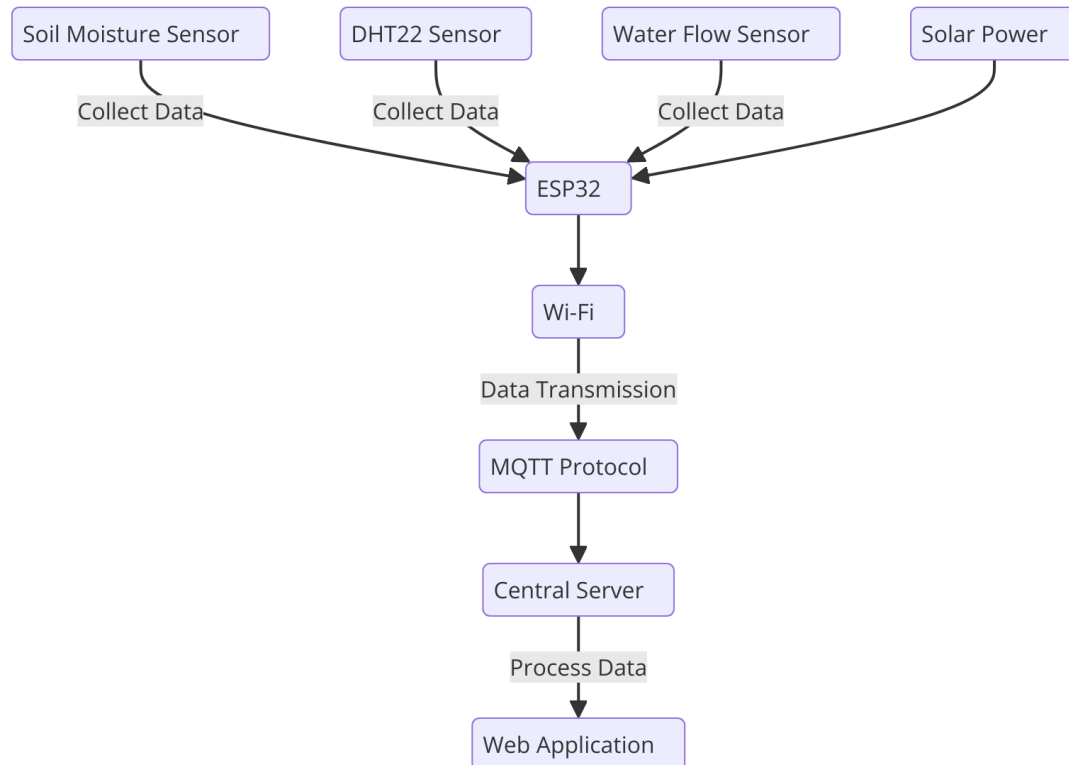 Soil Moisture Sensor
DHT22 Sensor
Water Flow Sensor
Solar Power
Collect Data
Collect Data
Collect Data
ESP32
Wi-Fi
Data Transmission
MQTT Protocol
Central Server
Process Data
Web Application